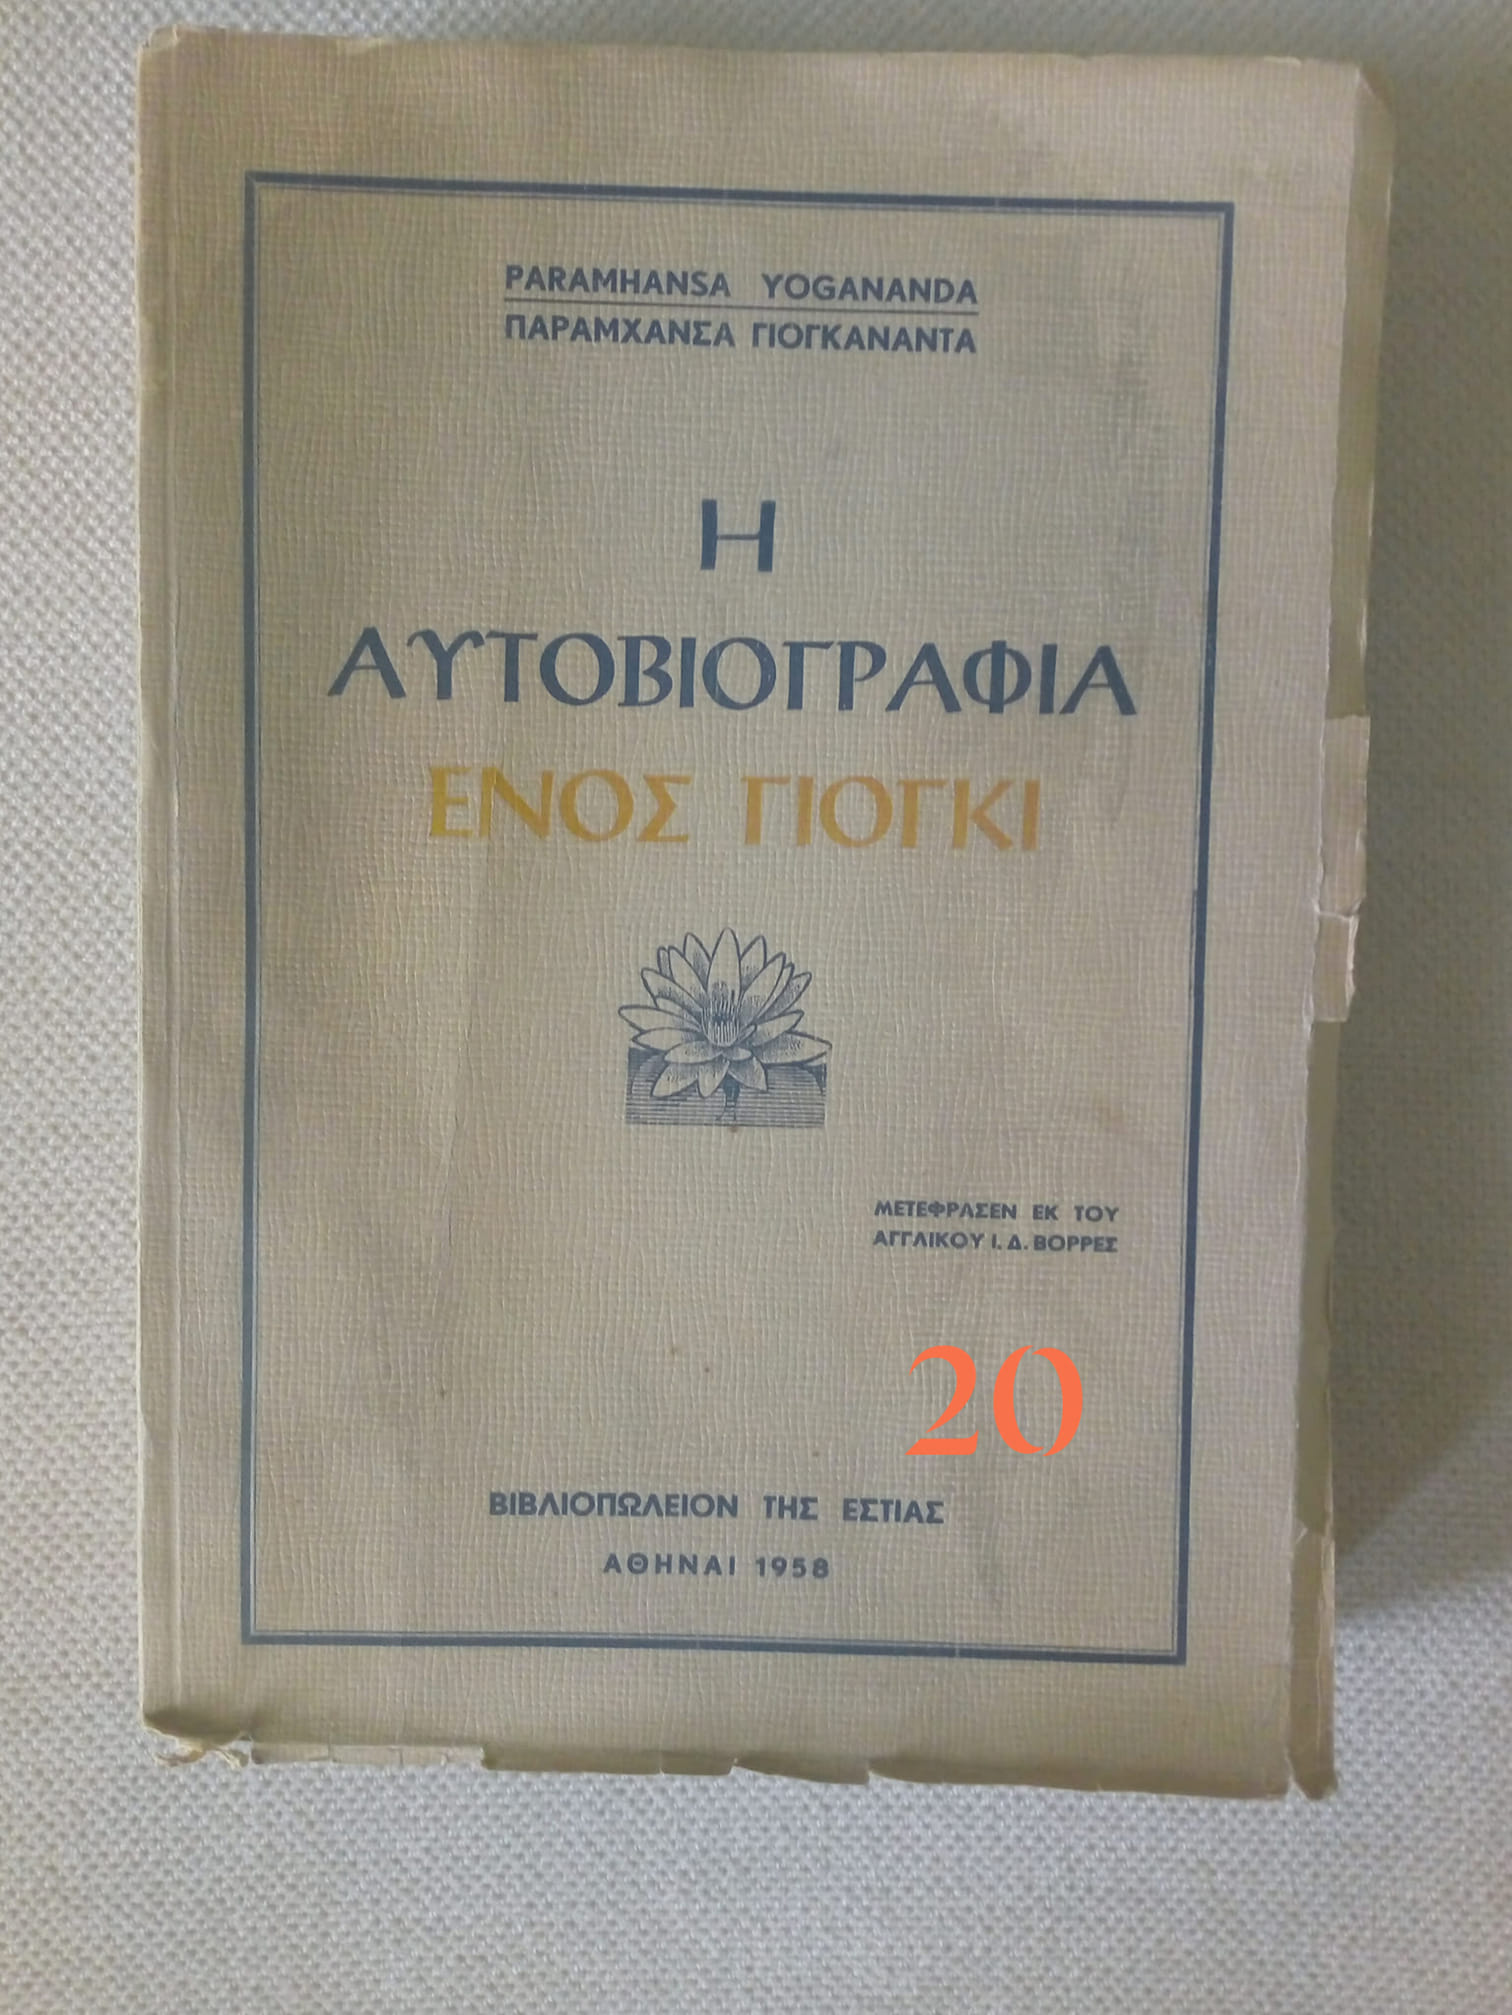 PARAMHANSA YOGANANDA
ΠΑΡΑΜΧΑΝΣΑ ΓΙΟΓΚΑΝΑΝΤΑ
Η
ΑΥΤΟΒΙΟΓΡΑΦΙΑ
ΕΝΟΣ ΓΙΟΓΚΙ
ΜΕΤΕΦΡΑΣΕΝ ΕΚ ΤΟΥ
ΑΓΓΛΙΚΟΥ Ι. Δ. ΒΟΡΡΕΣ
20
ΒΙΒΛΙΟΠΩΛΕΙΟΝ ΤΗΣ ΕΣΤΙΑΣ
ΑΘΗΝΑΙ 1958